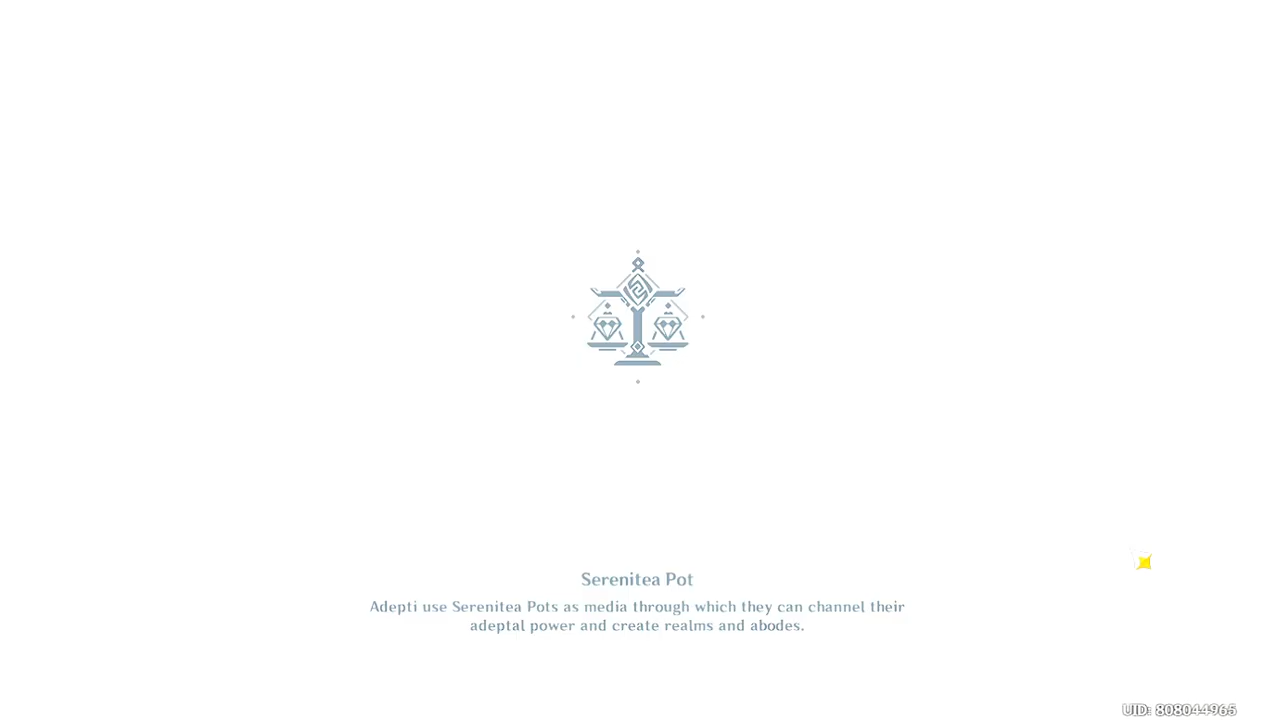 Serenitea Pot
Adepti use Serenitea Pots as media through which they can channel their
adeptal power and create realms and abodes.
UID: 808044965